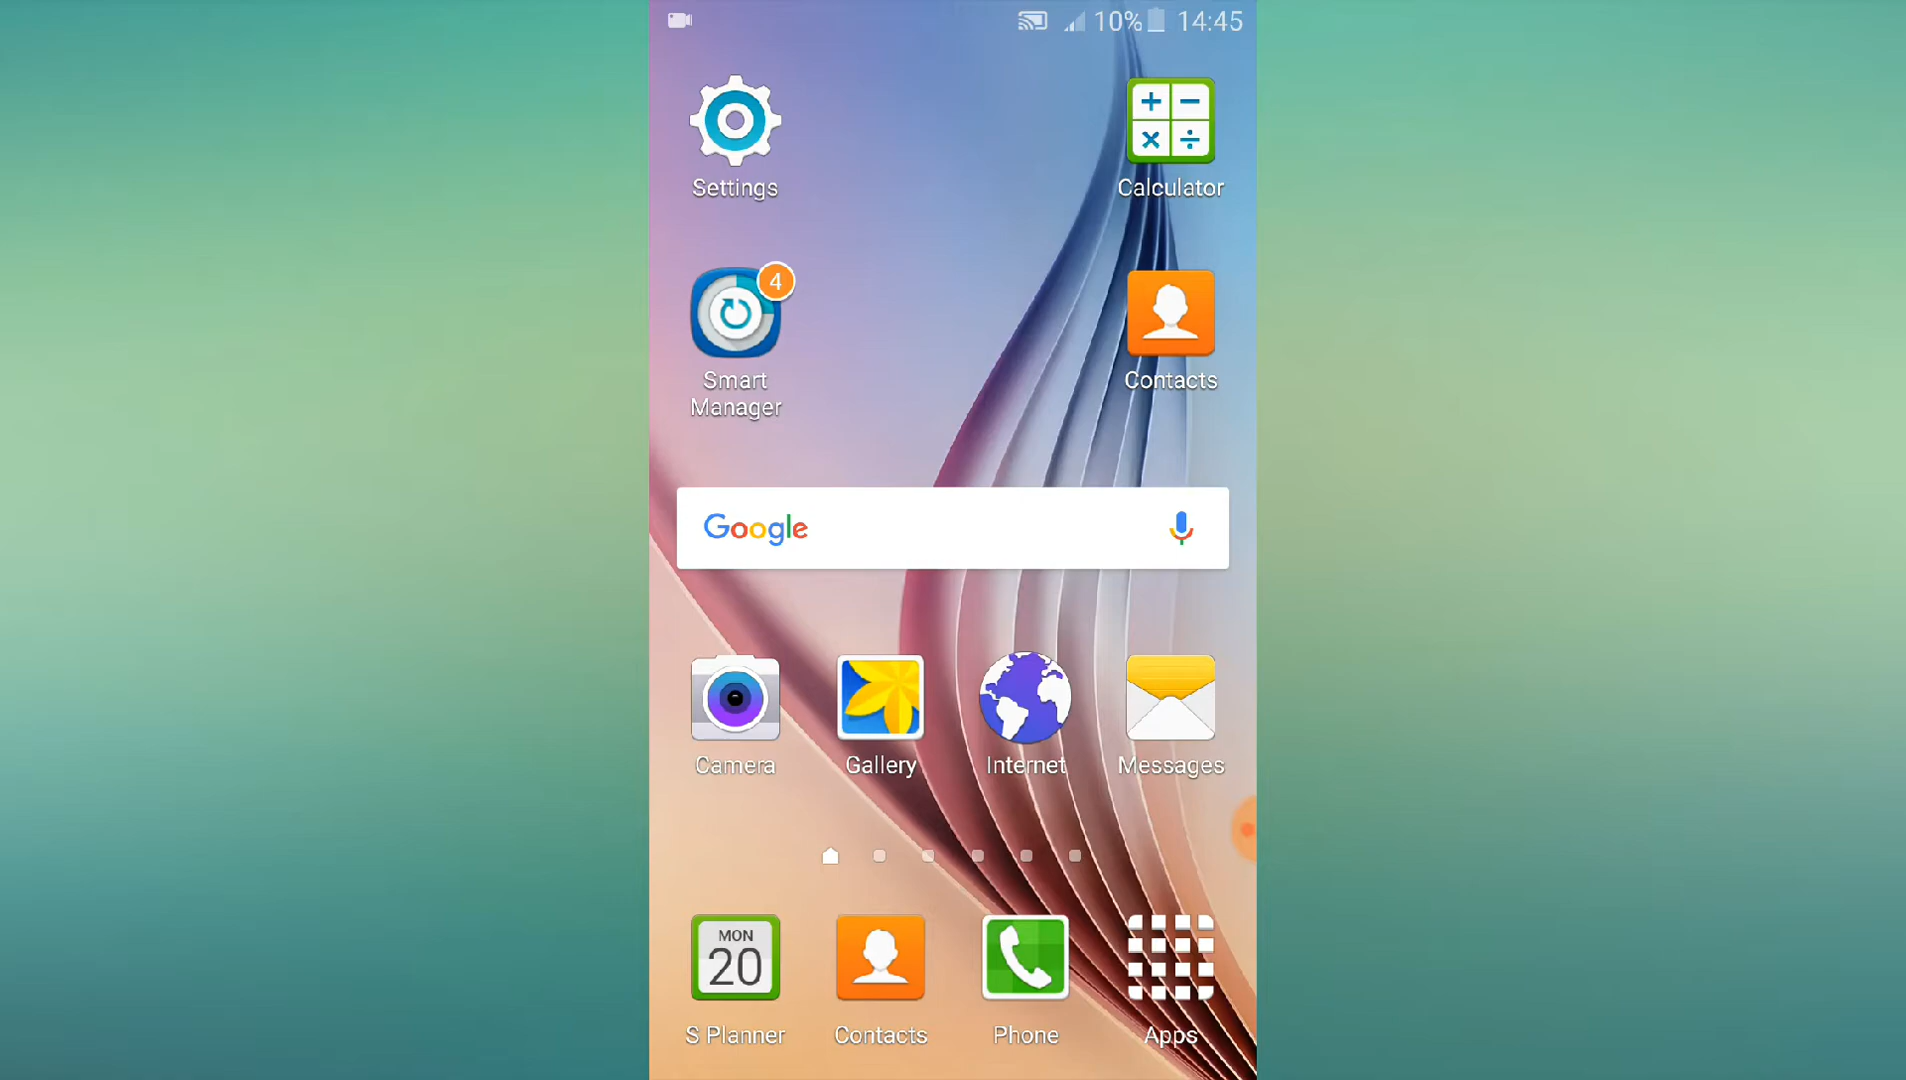 10% 14:45
Settings
Calculator
4
Smart
Manager
Contacts
Google
Camera
Gallery
Internet
Messages
MON
20
S Planner
Contacts
Phone
Apps